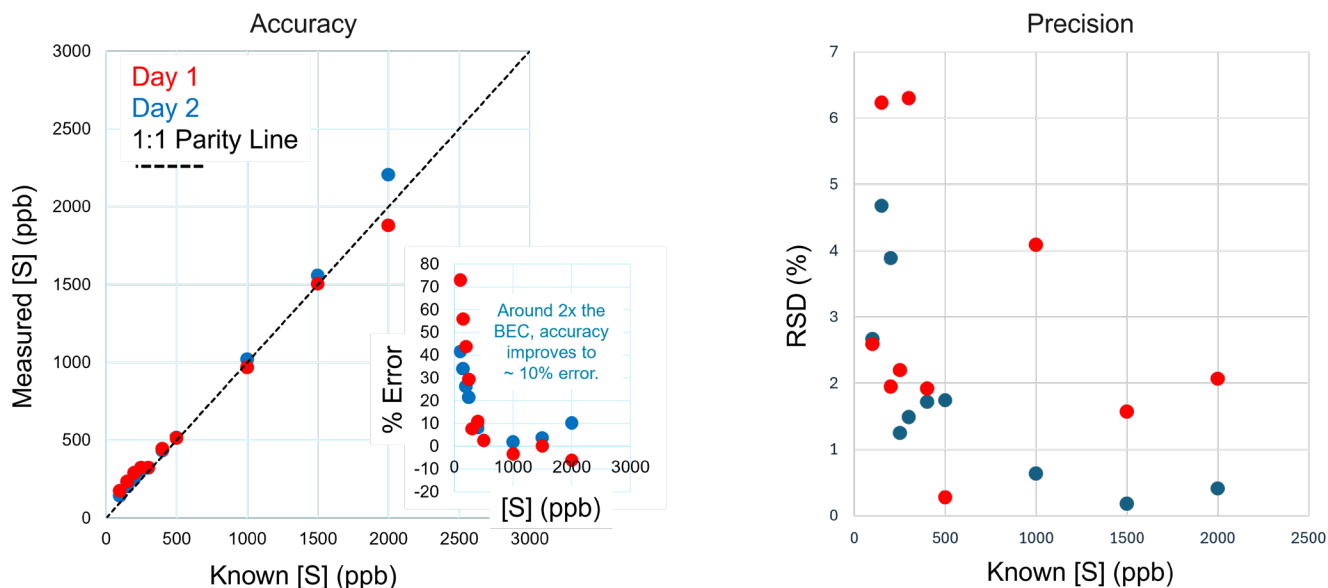 Accuracy
3000
2500
2000
1500
1000
500
0
0
500
1000
1500
2000
2500
3000
Measured [S] (ppb)
Known [S] (ppb)
Day 1
Day 2
1:1 Parity Line
80
70
60
50
40
30
20
10
0
-10
-20
0
1000
2000
3000
% Error
[S] (ppb)
Around 2x the
BEC, accuracy
improves to
~ 10% error.
Precision
7
6
5
4
3
2
1
0
0
500
1000
1500
2000
2500
RSD (%)
Known [S] (ppb)